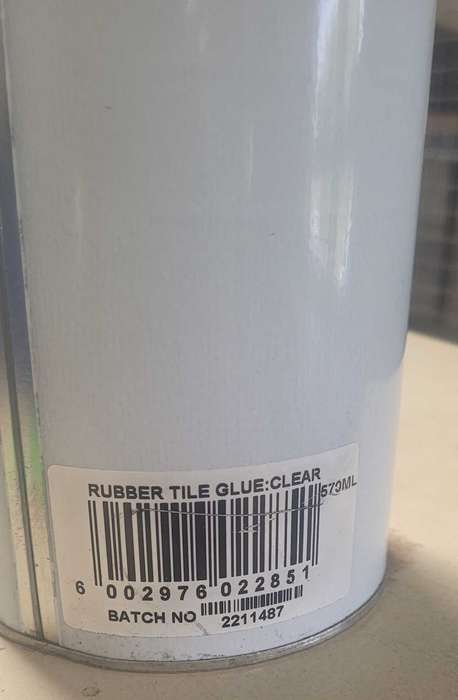 RUBBER TILE GLUE:CLEAR
570ML
6 002976 022851
BATCH NO 2211487